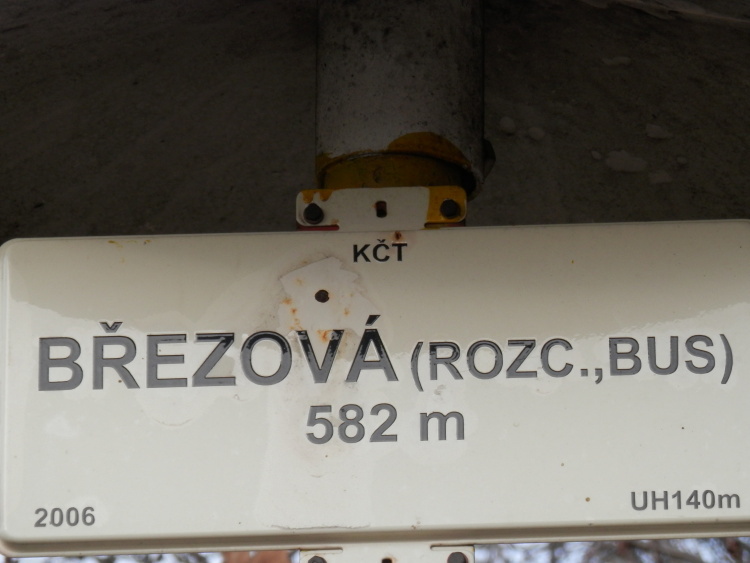 KČT
BŘEZOVÁ (ROZC.,BUS)
582 m
2006 UH140m